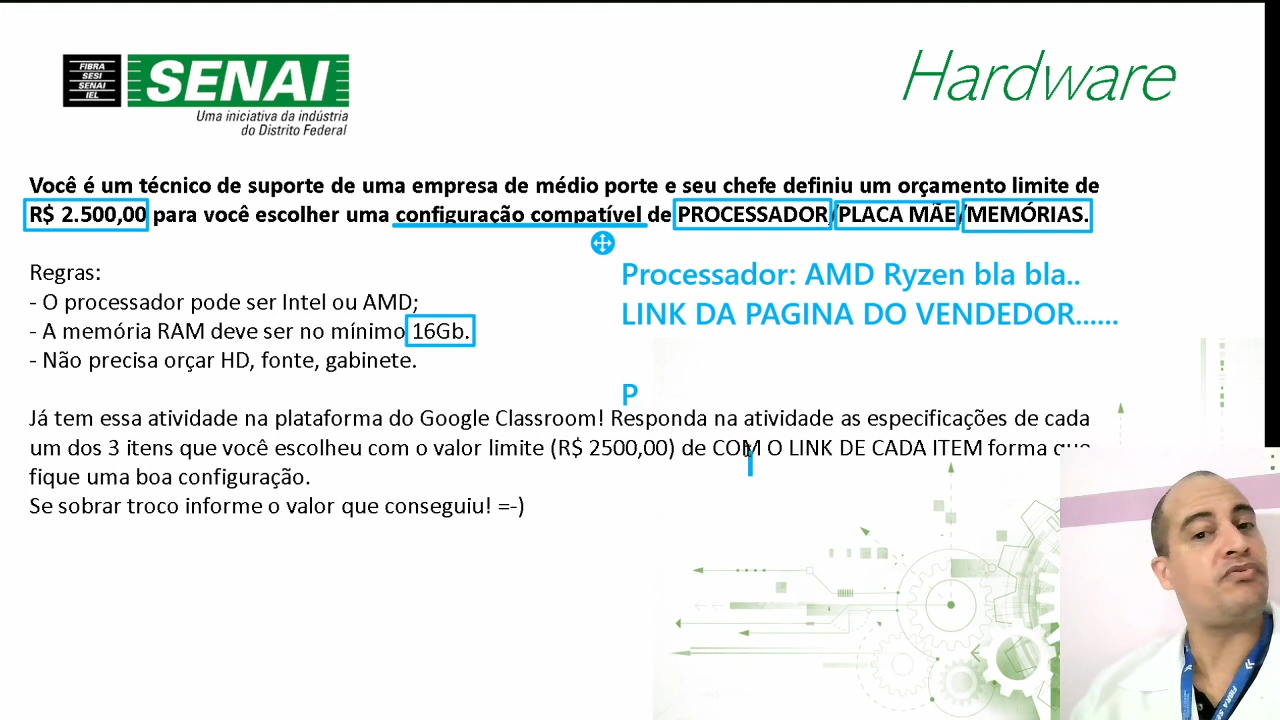 FIBRA
SESI
SENAI
IEL
SENAI
Uma iniciativa da indústria
do Distrito Federal
Hardware
Você é um técnico de suporte de uma empresa de médio porte e seu chefe definiu um orçamento limite de
R$ 2.500,00 para você escolher uma configuração compatível de PROCESSADOR/PLACA MÃE/MEMÓRIAS.
Regras:
- O processador pode ser Intel ou AMD;
- A memória RAM deve ser no mínimo 16Gb.
- Não precisa orçar HD, fonte, gabinete.
Processador: AMD Ryzen bla bla..
LINK DA PAGINA DO VENDEDOR......
P
Já tem essa atividade na plataforma do Google Classroom! Responda na atividade as especificações de cada
um dos 3 itens que você escolheu com o valor limite (R$ 2500,00) de COM O LINK DE CADA ITEM forma que
fique uma boa configuração.
Se sobrar troco informe o valor que conseguiu! =-)